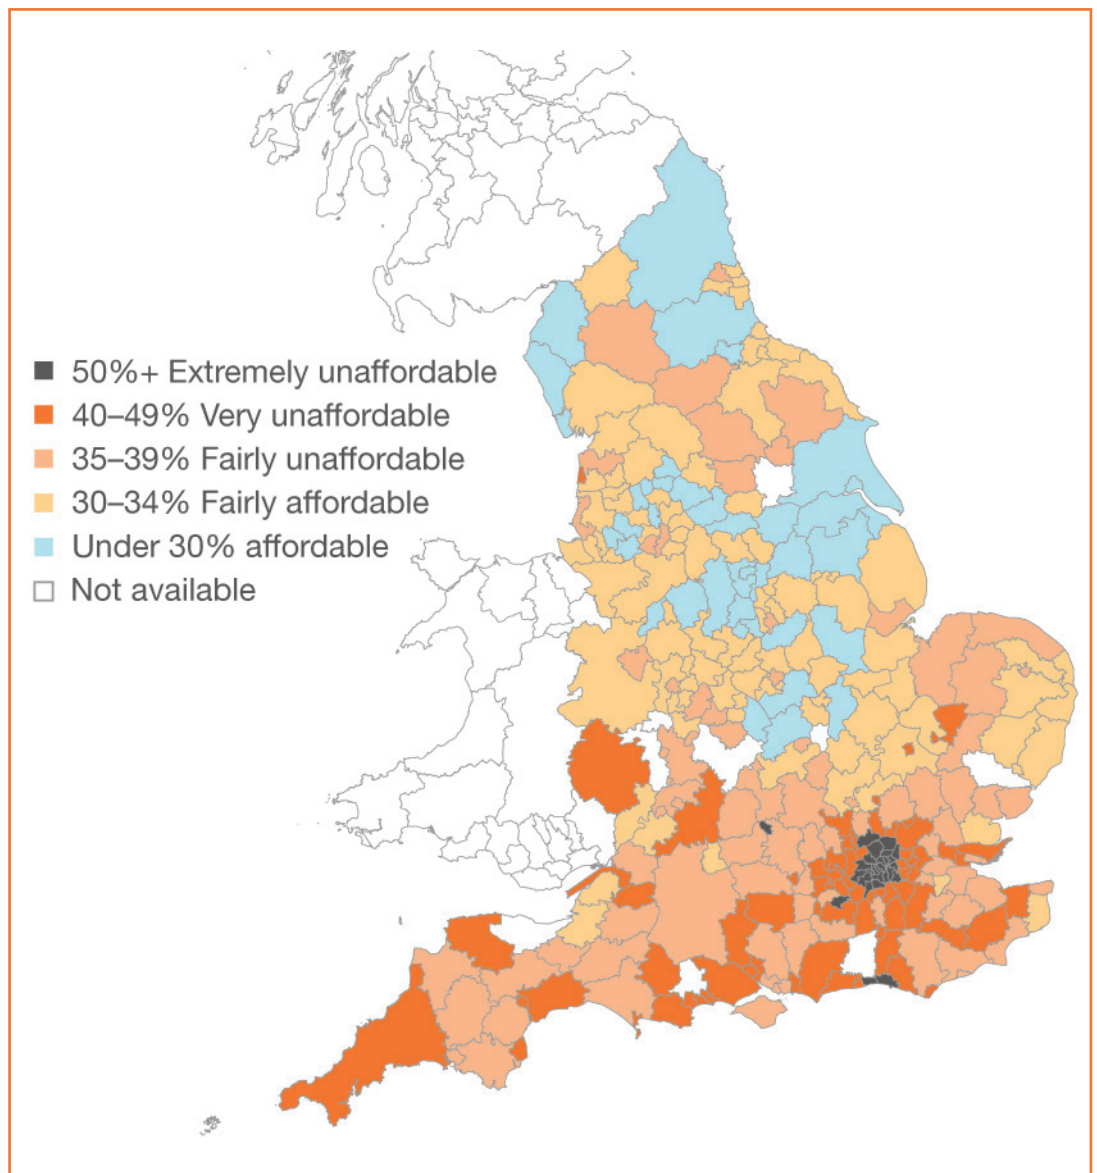 50%+ Extremely unaffordable
40–49% Very unaffordable
35–39% Fairly unaffordable
30–34% Fairly affordable
Under 30% affordable
Not available